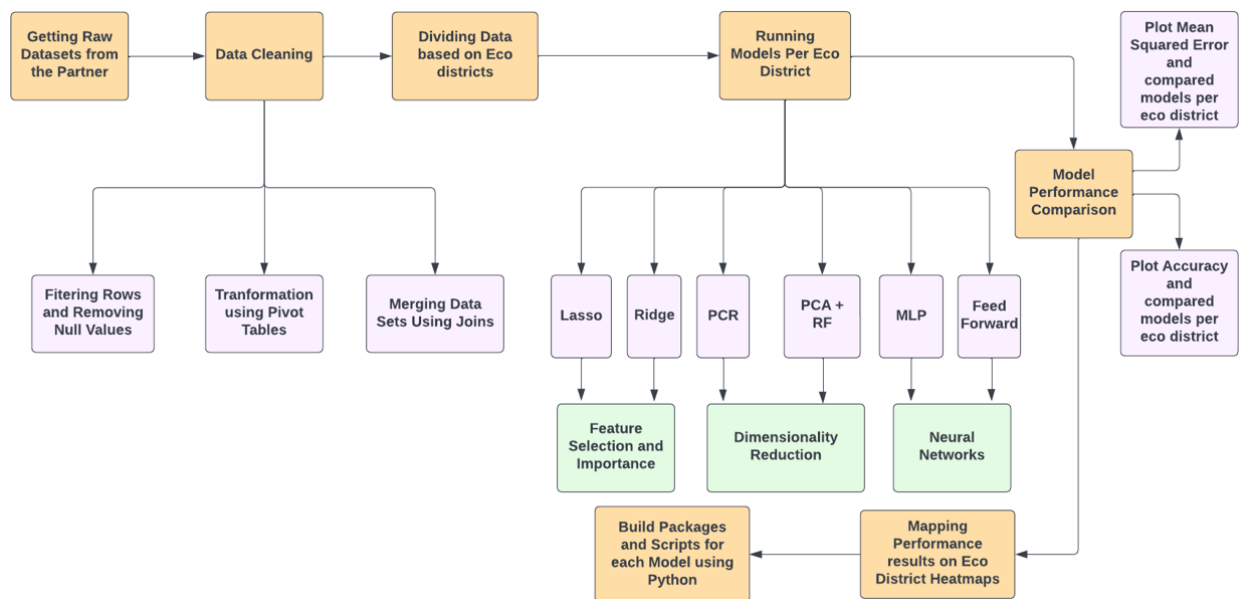 Getting Raw
Datasets from
the Partner
Data Cleaning
Dividing Data
based on Eco
districts
Running
Models Per Eco
District
Plot Mean
Squared Error
and
compared
models per
eco district
Model
Performance
Comparison
Plot Accuracy
and
compared
models per
eco district
Fitering Rows
and Removing
Null Values
Tranformation
using Pivot
Tables
Merging Data
Sets Using Joins
Lasso
Ridge
PCR
PCA +
RF
MLP
Feed
Forward
Feature
Selection and
Importance
Dimensionality
Reduction
Neural
Networks
Mapping
Performance
results on Eco
District Heatmaps
Build Packages
and Scripts for
each Model using
Python